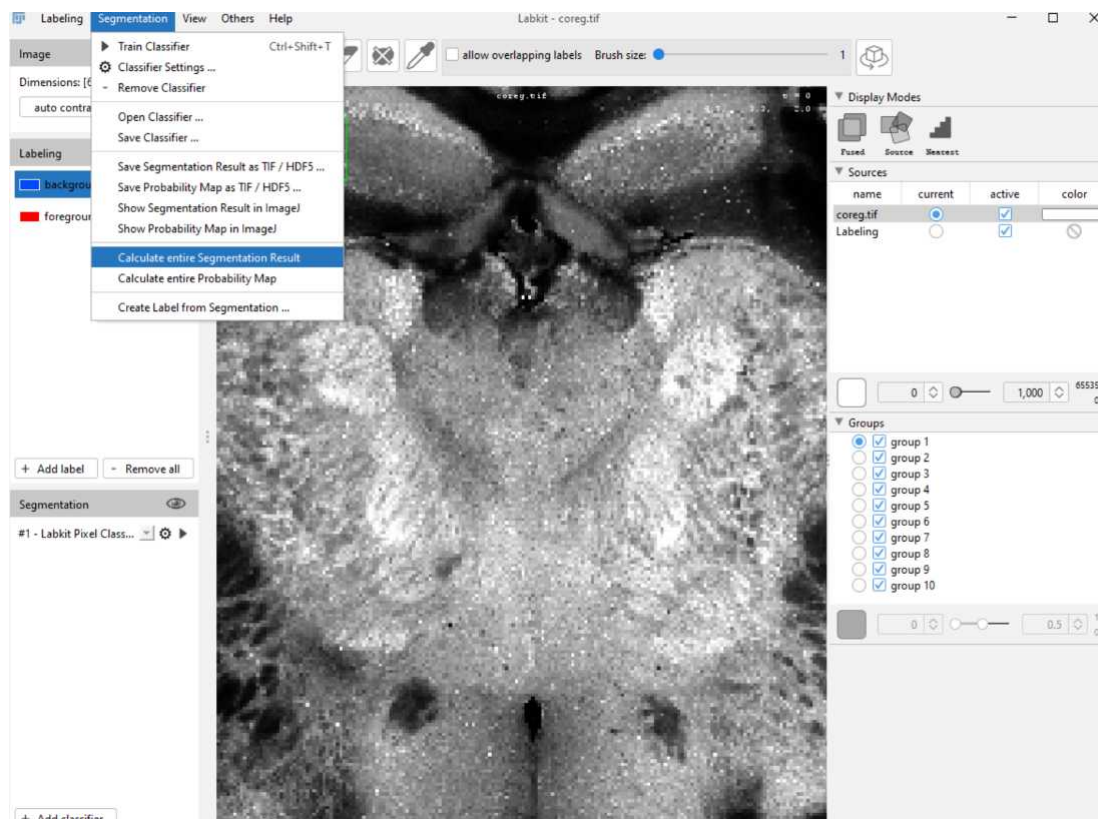 Labeling Segmentation View Others Help Labkit - coreg.tif
Image
Dimensions: [6
auto contra
Labeling
backgrou
foregroun
Train Classifier Ctrl+Shift+T
Classifier Settings ...
- Remove Classifier
Open Classifier ...
Save Classifier ...
Save Segmentation Result as TIF / HDF5 ...
Save Probability Map as TIF / HDF5 ...
Show Segmentation Result in ImageJ
Show Probability Map in ImageJ
Calculate entire Segmentation Result
Calculate entire Probability Map
Create Label from Segmentation ...
allow overlapping labels Brush size: 1
coreg.tif
+ Add label - Remove all
Segmentation
#1 - Labkit Pixel Class...
+ Add classifier
Display Modes
Fused Source Nearest
Sources
name current active color
coreg.tif
Labeling
0 1,000 65535
0
Groups
group 1
group 2
group 3
group 4
group 5
group 6
group 7
group 8
group 9
group 10
0 0.5 1
0